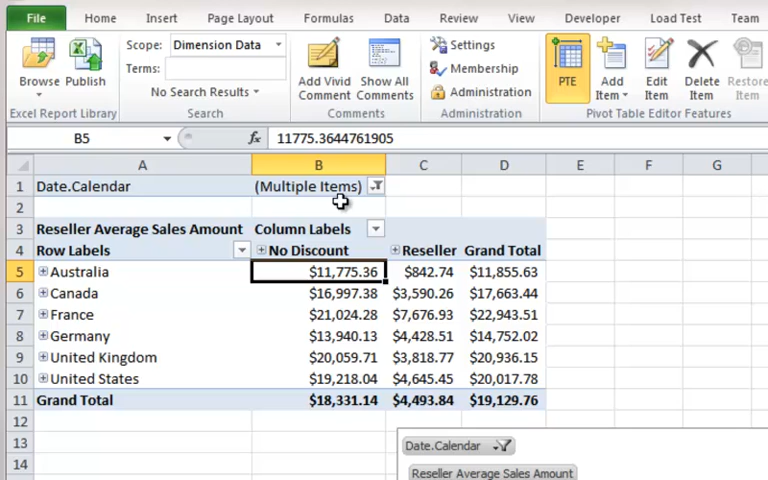 File Home Insert Page Layout Formulas Data Review View Developer Load Test Team
Scope: Dimension Data
Terms:
No Search Results
Browse Publish
Add Vivid Comment
Show All Comments
Settings
Membership
Administration
PTE
Add Item
Edit Item
Delete Item
Restore Item
Excel Report Library Search Comments Administration Pivot Table Editor Features
B5 fx 11775.3644761905
A B C D E F G
1 Date.Calendar (Multiple Items)
2
3 Reseller Average Sales Amount Column Labels
4 Row Labels No Discount Reseller Grand Total
5 Australia $11,775.36 $842.74 $11,855.63
6 Canada $16,997.38 $3,590.26 $17,663.44
7 France $21,024.28 $7,676.93 $22,943.51
8 Germany $13,940.13 $4,428.51 $14,752.02
9 United Kingdom $20,059.71 $3,818.77 $20,936.15
10 United States $19,218.04 $4,645.45 $20,017.78
11 Grand Total $18,331.14 $4,493.84 $19,129.76
12
13 Date.Calendar
14 Reseller Average Sales Amount